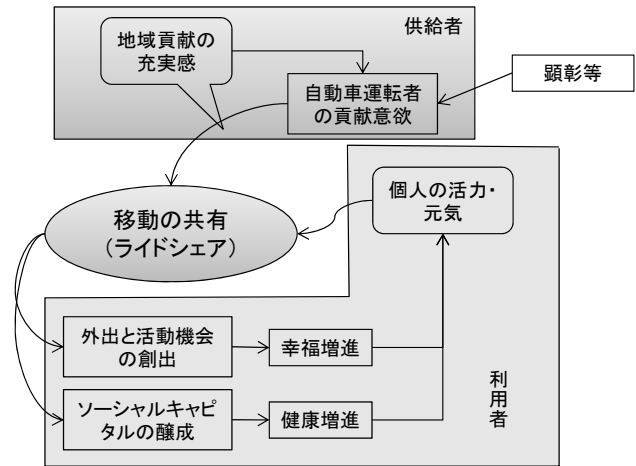 供給者
地域貢献の
充実感
自動車運転者
の貢献意欲
顕彰等
個人の活力・
元気
移動の共有
(ライドシェア)
外出と活動機会
の創出
幸福増進
ソーシャルキャピ
タルの醸成
健康増進
利用者